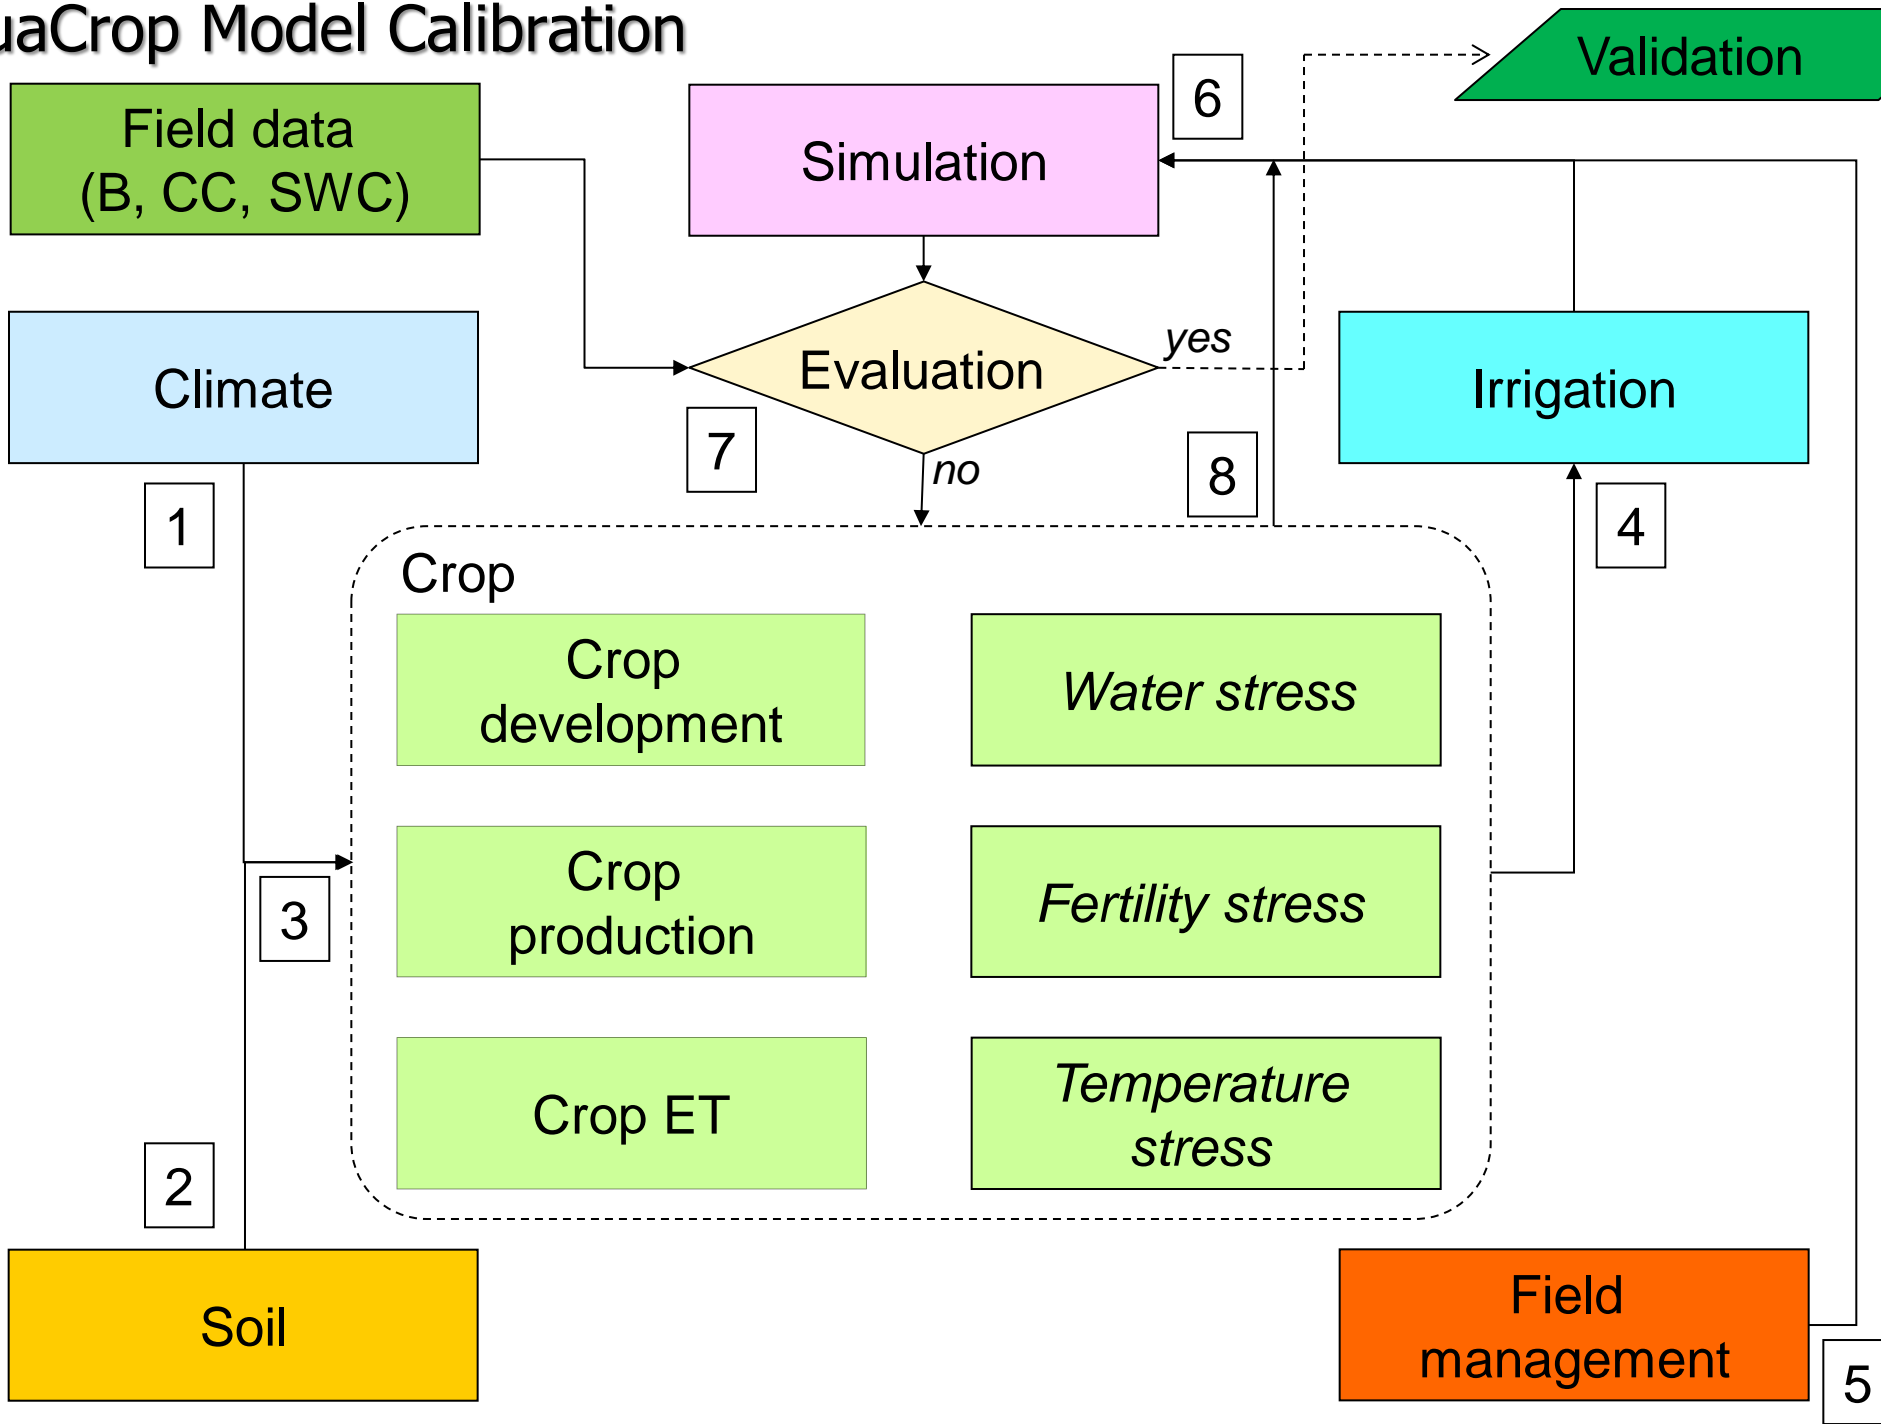 uaCrop Model Calibration
Validation
6
Field data
(B, CC, SWC)
Simulation
yes
Climate
Evaluation
Irrigation
7
no
8
1
4
Crop
Crop
development
Water stress
3
Crop
production
Fertility stress
Crop ET
Temperature
stress
2
Soil
Field
management
5